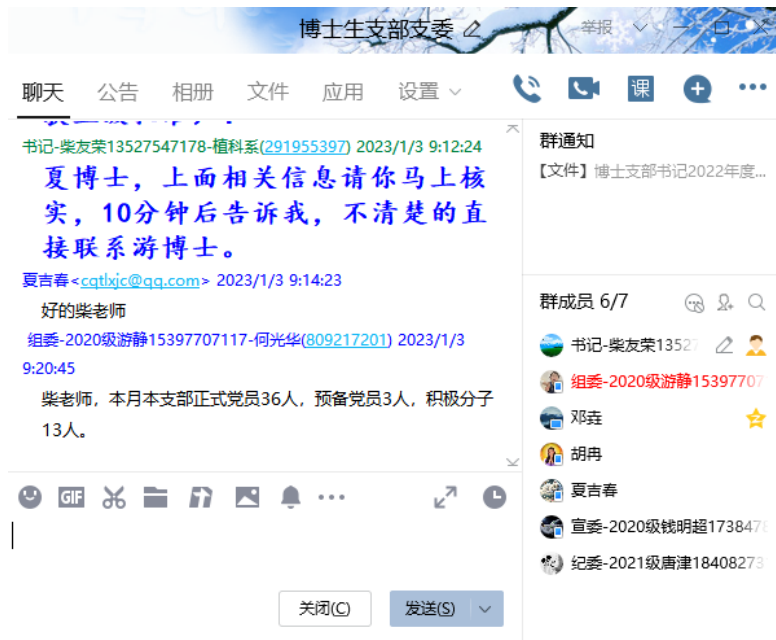 博士生支部支委
举报
聊天 公告 相册 文件 应用 设置
课
书记-柴友荣13527547178-植科系(291955397) 2023/1/3 9:12:24
夏博士，上面相关信息请你马上核
实，10分钟后告诉我，不清楚的直
接联系游博士。
夏吉春<cqtlxjc@qq.com> 2023/1/3 9:14:23
好的柴老师
组委-2020级游静15397707117-何光华(809217201) 2023/1/3
9:20:45
柴老师，本月本支部正式党员36人，预备党员3人，积极分子
13人。
GIF
关闭(C) 发送(S)
群通知
【文件】博士支部书记2022年度...
群成员 6/7
书记-柴友荣13527
组委-2020级游静15397707
邓垚
胡冉
夏吉春
宣委-2020级钱明超1738478
纪委-2021级唐津18408273